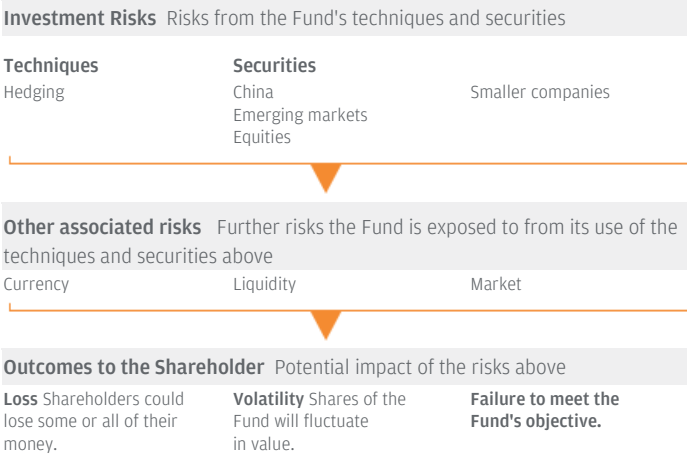 Investment Risks Risks from the Fund's techniques and securities
Techniques
Hedging
Securities
China
Emerging markets
Equities
Smaller companies
Other associated risks Further risks the Fund is exposed to from its use of the
techniques and securities above
Currency
Liquidity
Market
Outcomes to the Shareholder Potential impact of the risks above
Loss Shareholders could
lose some or all of their
money.
Volatility Shares of the
Fund will fluctuate
in value.
Failure to meet the
Fund's objective.